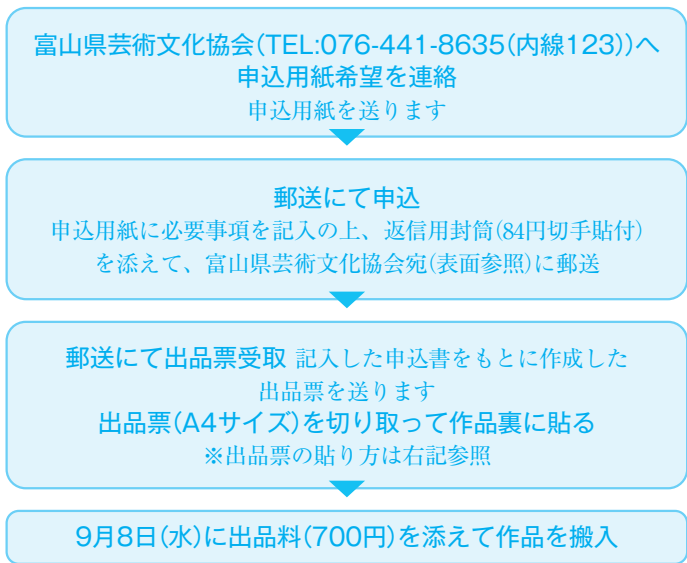 富山県芸術文化協会(TEL:076-441-8635(内線123))へ
申込用紙希望を連絡
申込用紙を送ります
郵送にて申込
申込用紙に必要事項を記入の上、返信用封筒(84円切手貼付)
を添えて、富山県芸術文化協会宛(表面参照)に郵送
郵送にて出品票受取 記入した申込書をもとに作成した
出品票を送ります
出品票(A4サイズ)を切り取って作品裏に貼る
※出品票の貼り方は右記参照
9月8日(水)に出品料(700円)を添えて作品を搬入